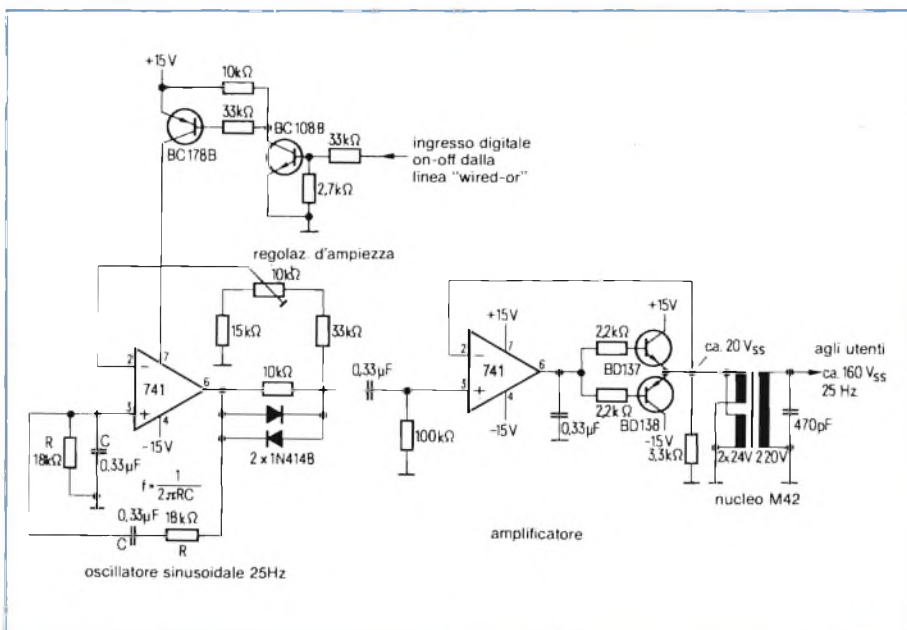 +15V
10kΩ
33kΩ
BC108B
BC178B
33kΩ
ingresso digitale
on-off dalla
linea "wired-or"
2,7kΩ
regolaz. d'ampiezza
10kΩ
15kΩ
33kΩ
2
7
741
6
3
4
-15V
10kΩ
2 x 1N414B
R
18kΩ
C
0,33µF
f = 1/2πRC
0,33µF
18kΩ
C
R
oscillatore sinusoidale 25Hz
0,33µF
100kΩ
+15V
2
7
741
6
3
4
-15V
0,33µF
2,2kΩ
2,2kΩ
+15V
BD137
BD138
-15V
3,3kΩ
ca. 20 Vss
2x24V
220V
nucleo M42
agli utenti
ca. 160 Vss
25 Hz
470pF
amplificatore